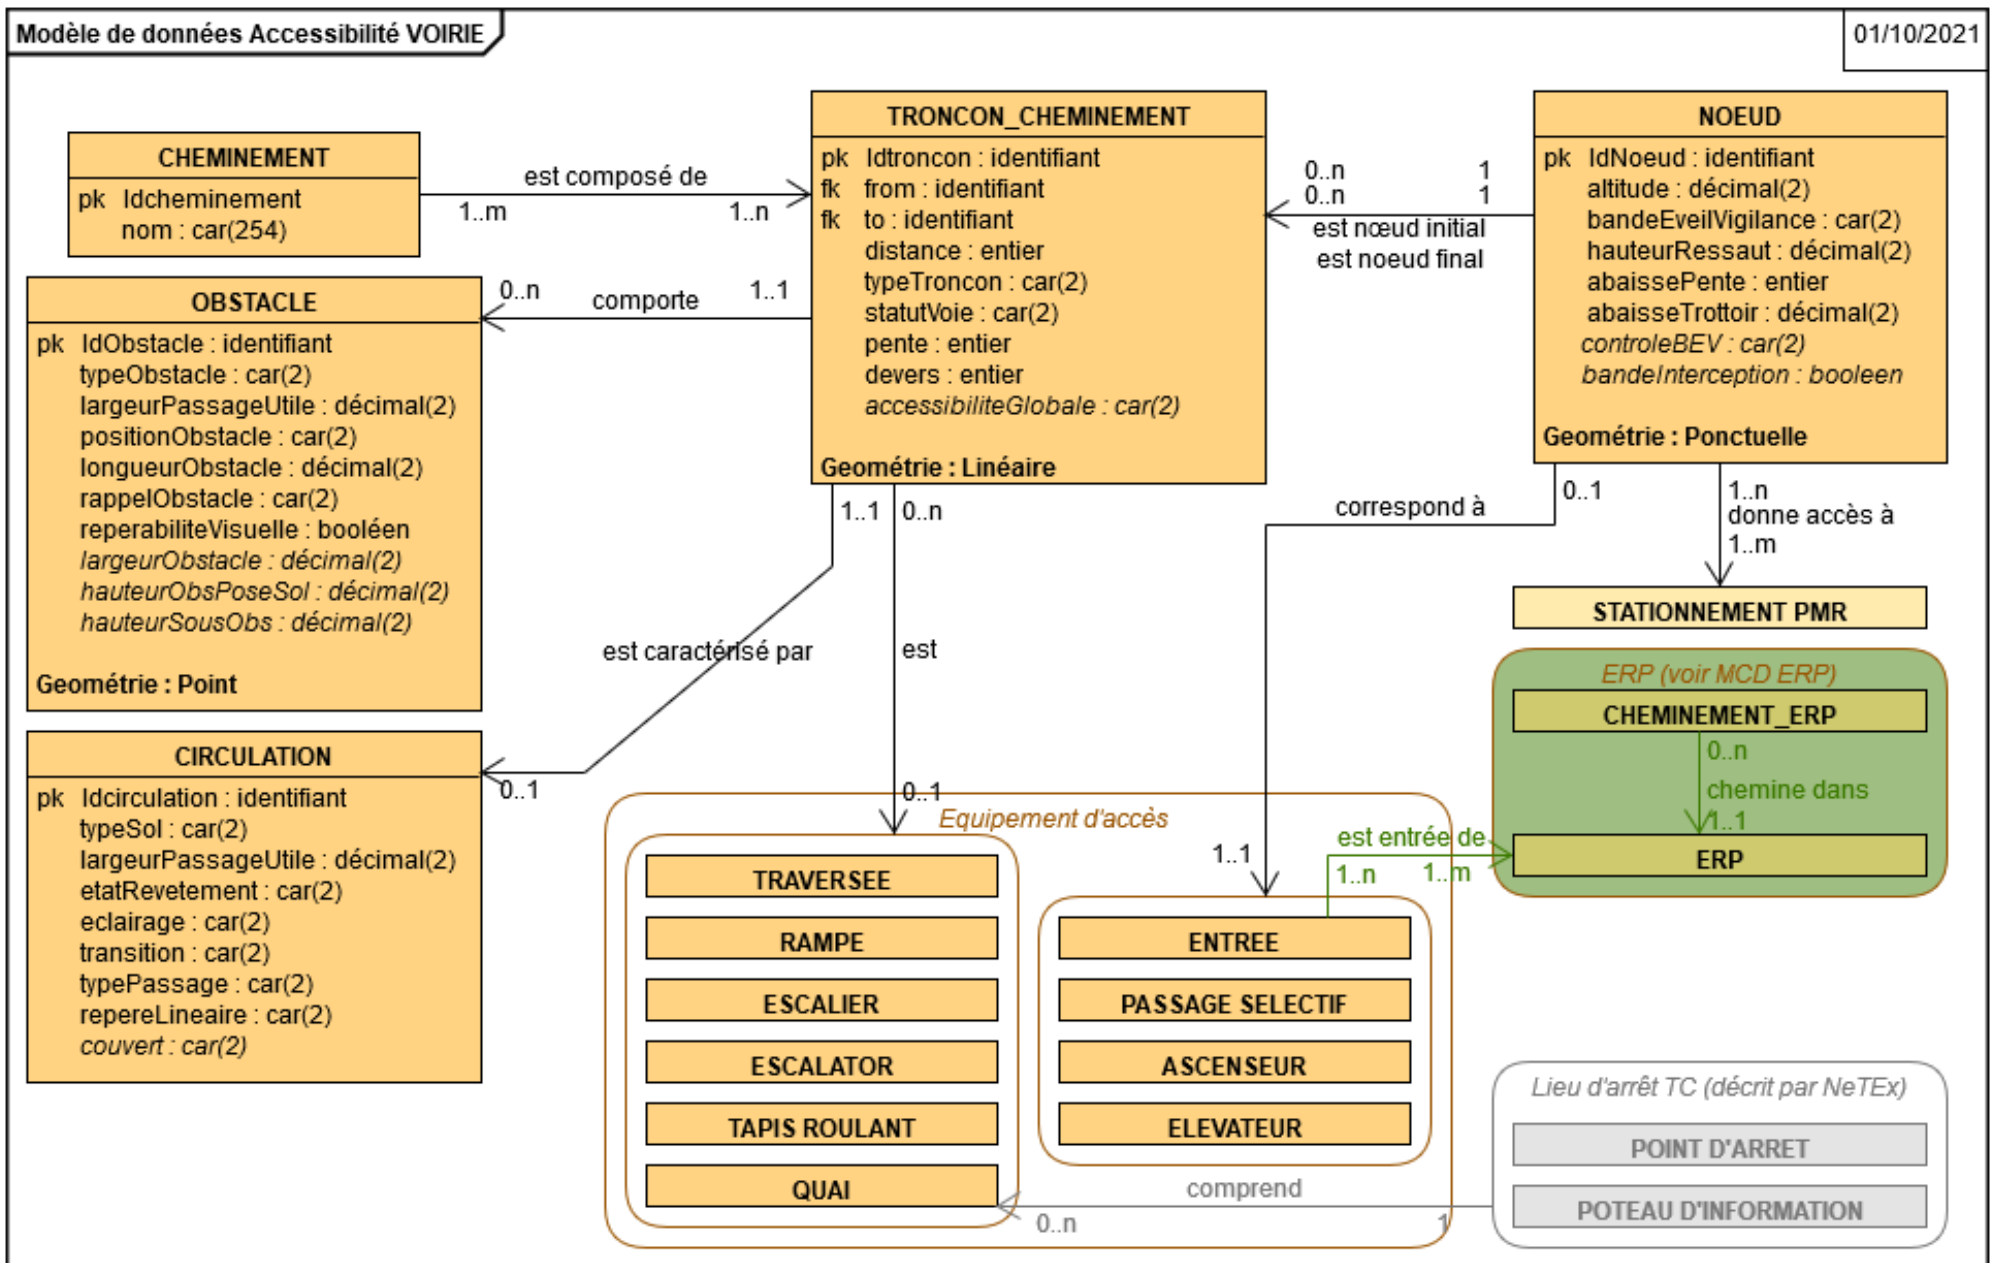 Modèle de données Accessibilité VOIRIE
01/10/2021
CHEMINEMENT
pk Idcheminement
nom : car(254)
est composé de
1..m
1..n
TRONCON_CHEMINEMENT
pk Idtroncon : identifiant
fk from : identifiant
fk to : identifiant
distance : entier
typeTroncon : car(2)
statutVoie : car(2)
pente : entier
devers : entier
accessibiliteGlobale : car(2)
Geométrie : Linéaire
0..n 1
0..n 1
est nœud initial
est noeud final
NOEUD
pk IdNoeud : identifiant
altitude : décimal(2)
bandeEveilVigilance : car(2)
hauteurRessaut : décimal(2)
abaissePente : entier
abaisseTrottoir : décimal(2)
controleBEV : car(2)
bandeInterception : booleen
Geométrie : Ponctuelle
OBSTACLE
pk IdObstacle : identifiant
typeObstacle : car(2)
largeurPassageUtile : décimal(2)
positionObstacle : car(2)
longueurObstacle : décimal(2)
rappelObstacle : car(2)
reperabiliteVisuelle : booléen
largeurObstacle : décimal(2)
hauteurObsPoseSol : décimal(2)
hauteurSousObs : décimal(2)
Geométrie : Point
0..n
comporte
1..1
1..1
0..n
est caractérisé par
est
0..1
0..1
correspond à
0..1
1..1
1..n
donne accès à
1..m
STATIONNEMENT PMR
ERP (voir MCD ERP)
CHEMINEMENT_ERP
0..n
chemine dans
1..1
ERP
CIRCULATION
pk Idcirculation : identifiant
typeSol : car(2)
largeurPassageUtile : décimal(2)
etatRevetement : car(2)
eclairage : car(2)
transition : car(2)
typePassage : car(2)
repereLineaire : car(2)
couvert : car(2)
Equipement d'accès
TRAVERSEE
RAMPE
ESCALIER
ESCALATOR
TAPIS ROULANT
QUAI
est entrée de
1..n
1..m
ENTREE
PASSAGE SELECTIF
ASCENSEUR
ELEVATEUR
comprend
0..n
1
Lieu d'arrêt TC (décrit par NeTEx)
POINT D'ARRET
POTEAU D'INFORMATION